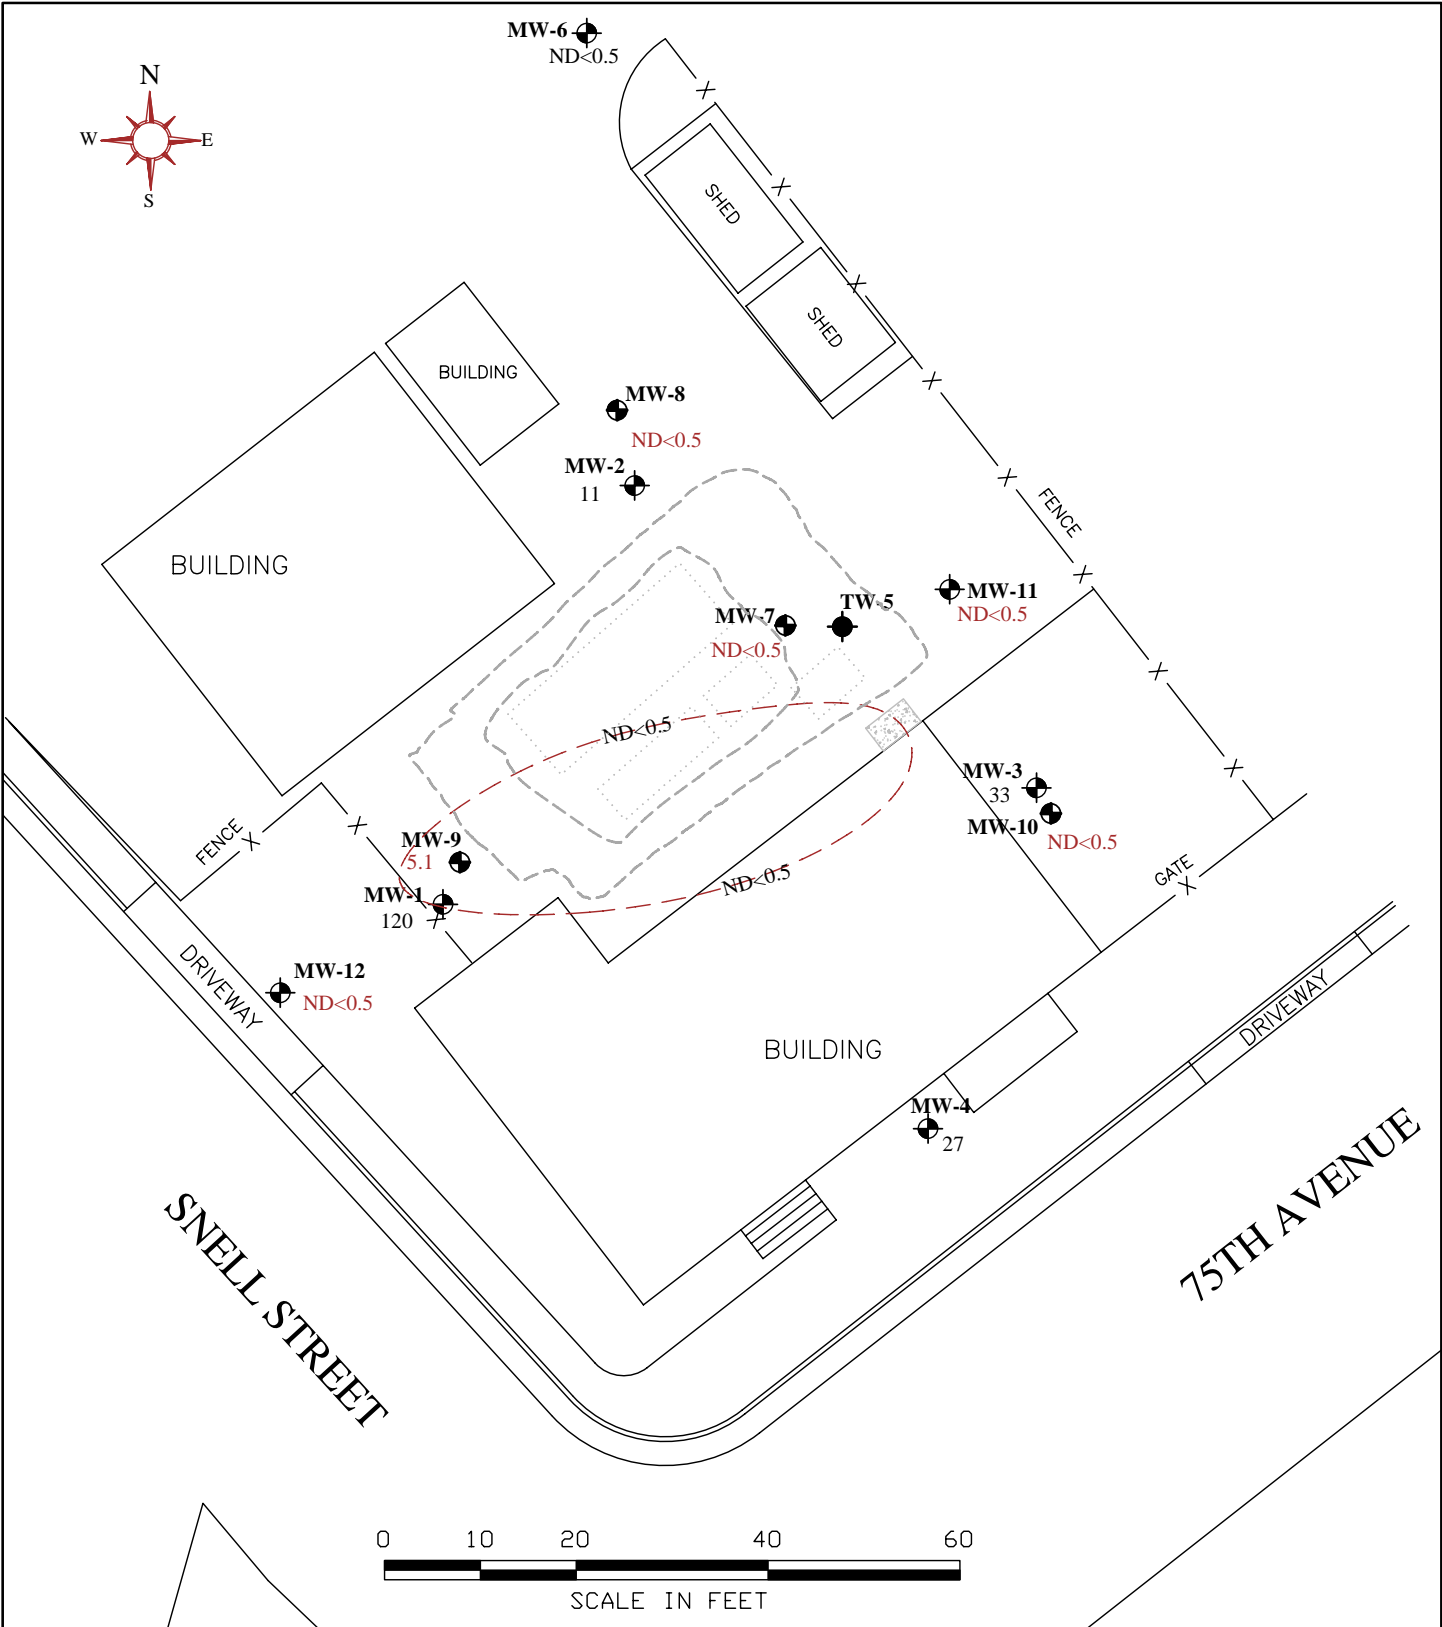 MW-6
ND<0.5
N
W
E
S
SHED
SHED
BUILDING
MW-8
ND<0.5
MW-2
11
FENCE
BUILDING
MW-11
ND<0.5
TW-5
MW-7
ND<0.5
ND<0.5
MW-3
33
MW-10
ND<0.5
FENCE
MW-9
5.1
GATE
ND<0.5
MW-1
120
MW-12
ND<0.5
DRIVEWAY
DRIVEWAY
BUILDING
MW-4
27
SNELL STREET
75TH AVENUE
0 10 20 40 60
SCALE IN FEET